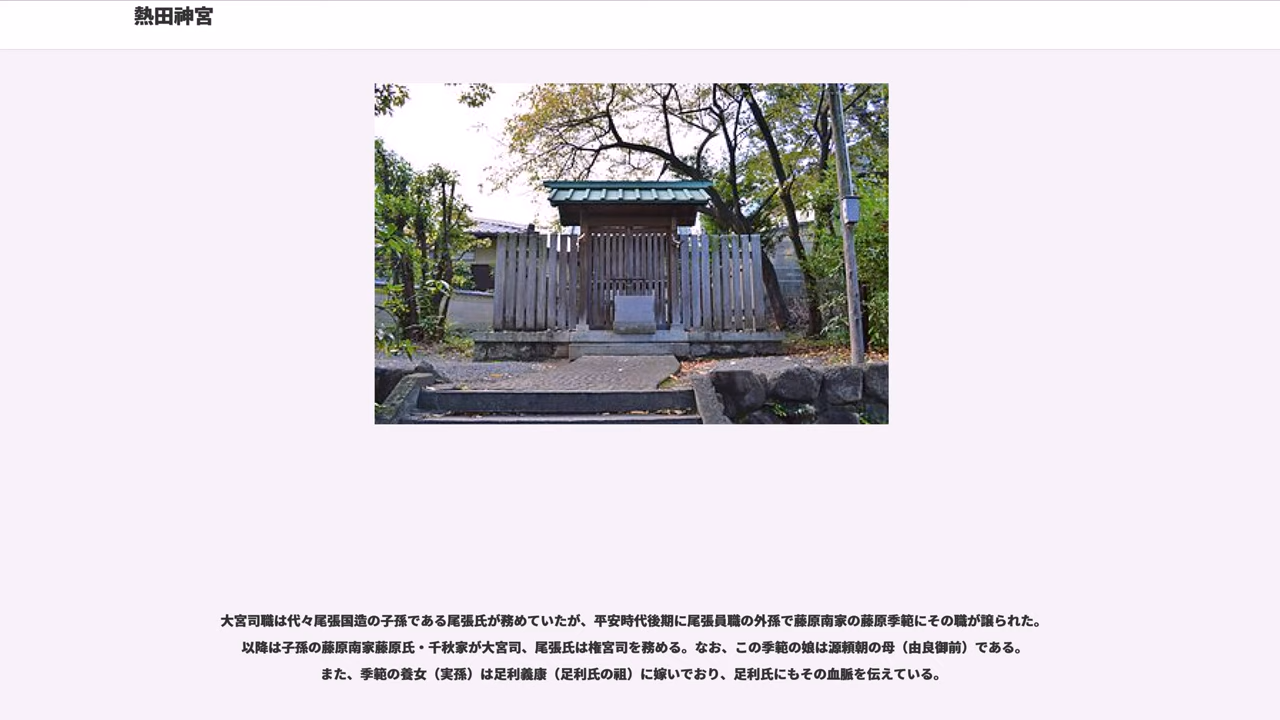 熱田神宮
大宮司職は代々尾張国造の子孫である尾張氏が務めていたが、平安時代後期に尾張員職の外孫で藤原南家の藤原季範にその職が譲られた。
以降は子孫の藤原南家藤原氏・千秋家が大宮司、尾張氏は権宮司を務める。なお、この季範の娘は源頼朝の母（由良御前）である。
また、季範の養女（実孫）は足利義康（足利氏の祖）に嫁いでおり、足利氏にもその血脈を伝えている。